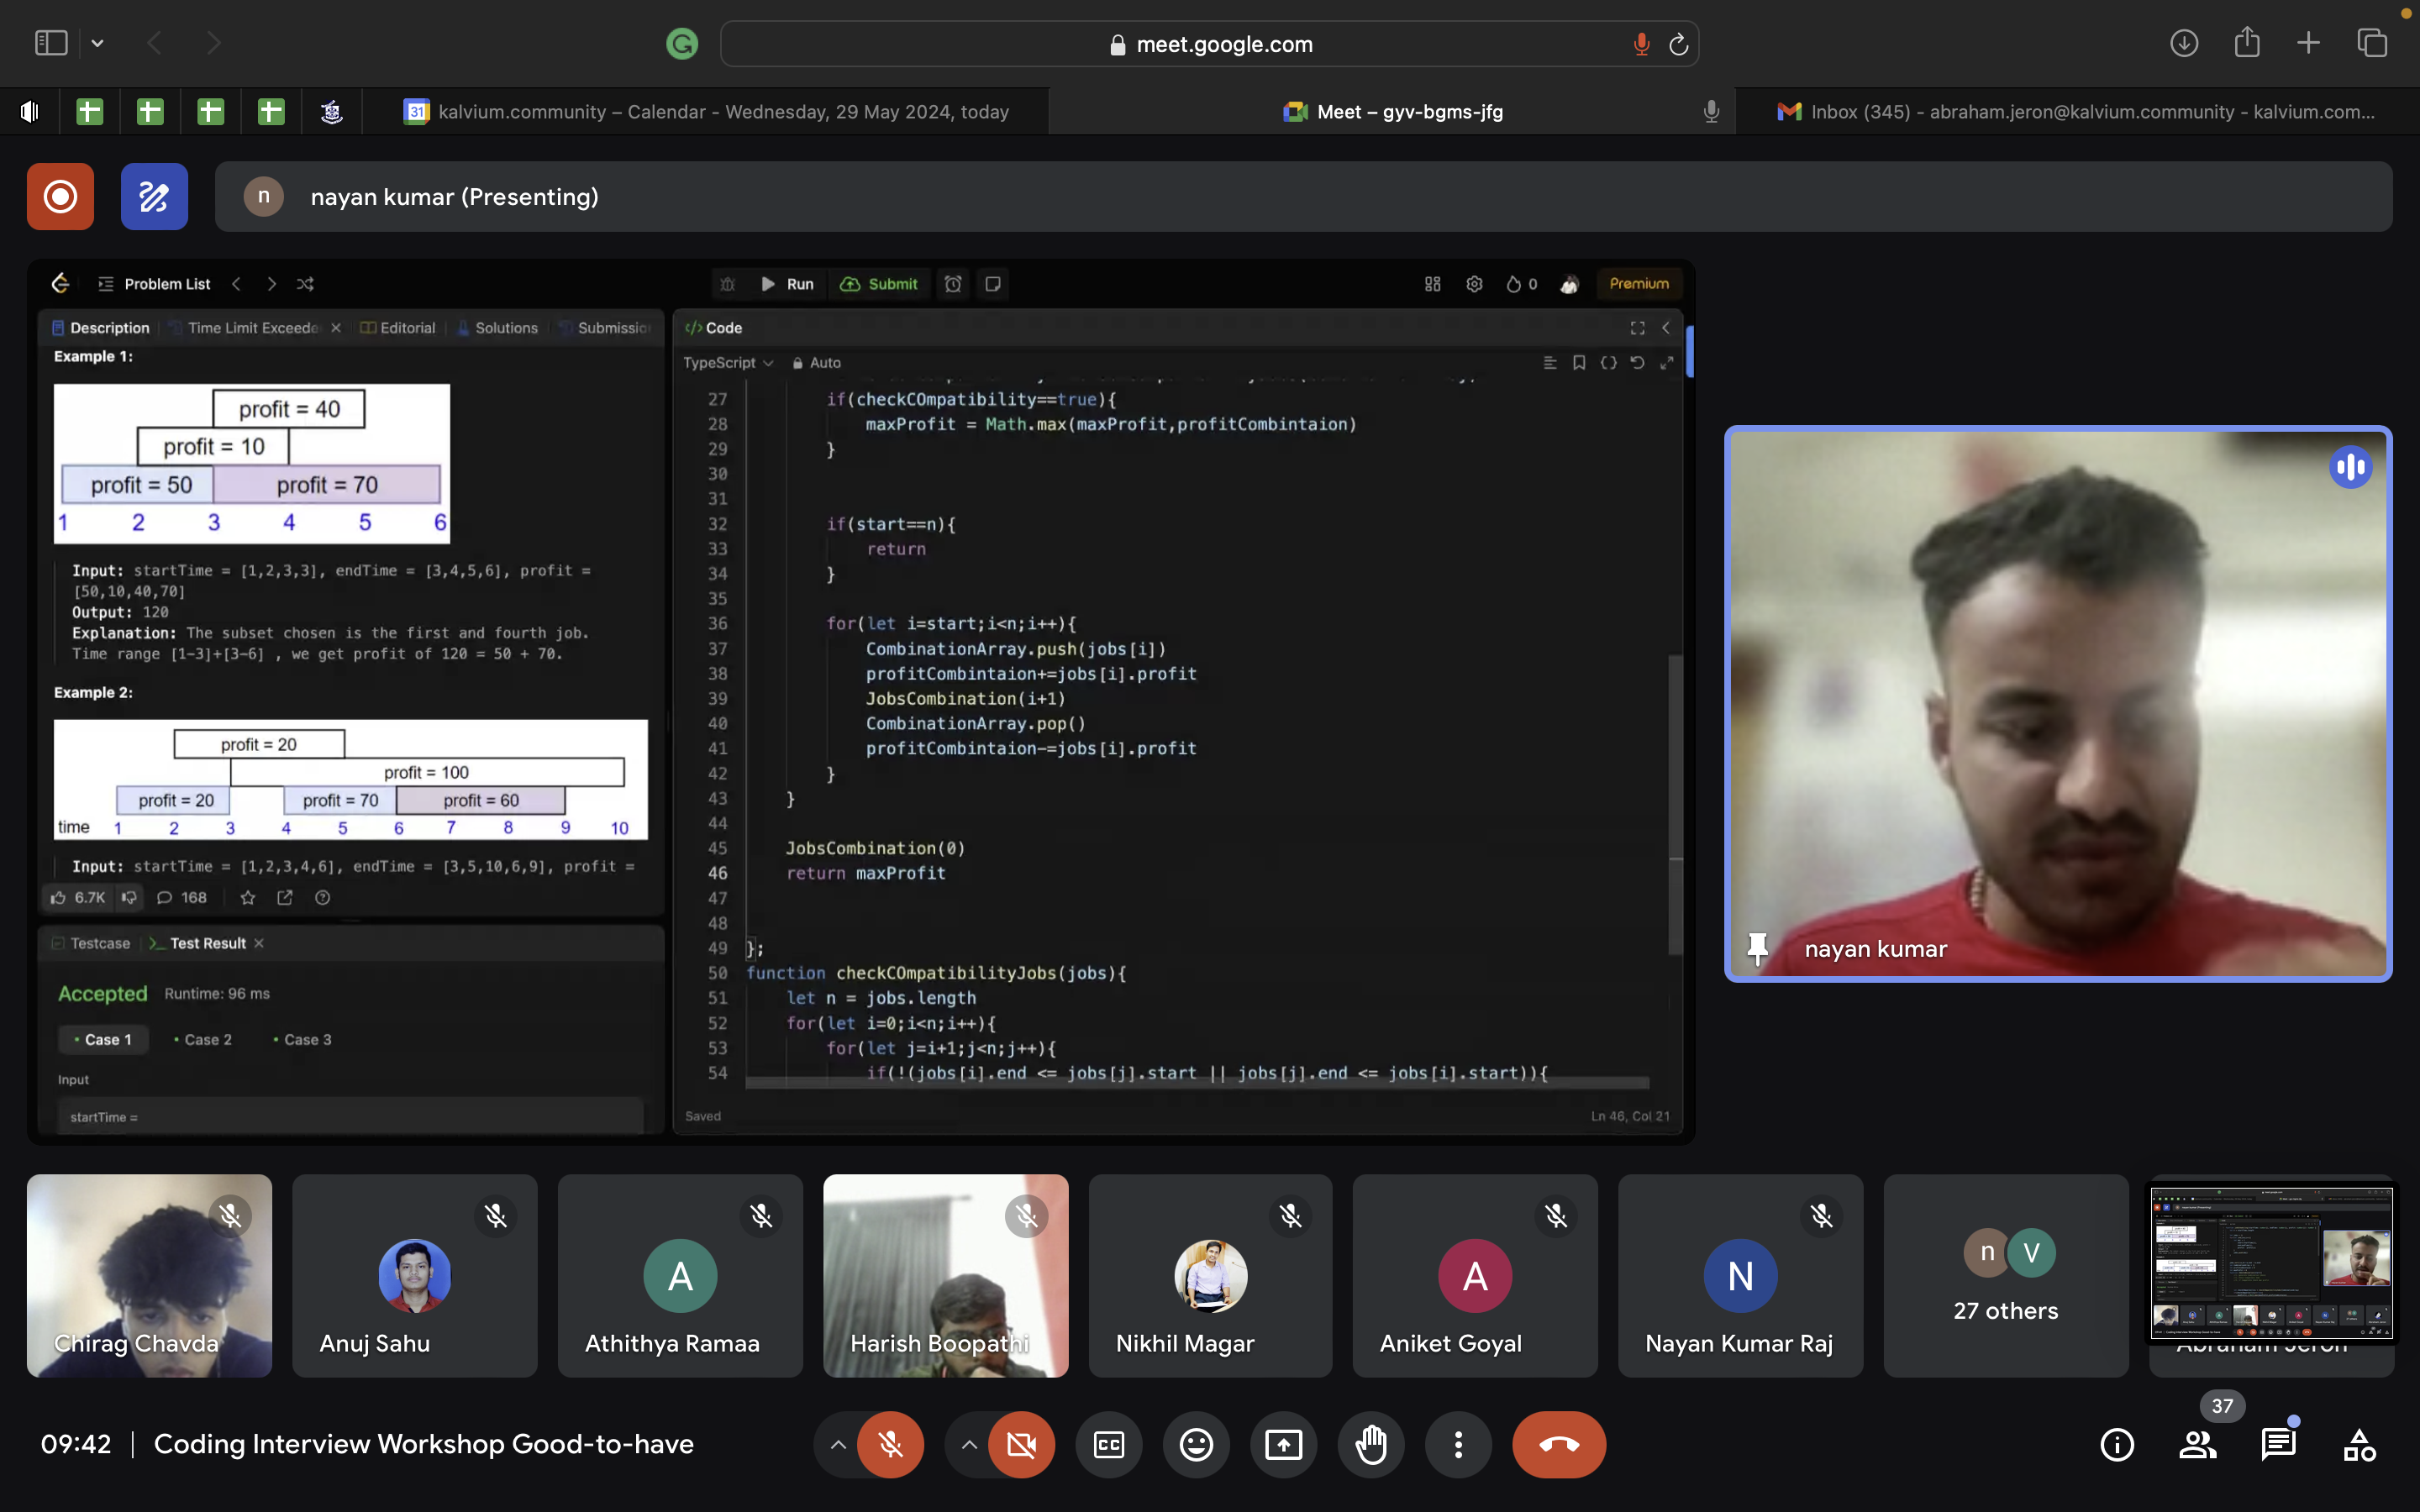 meet.google.com
31 kalvium.community – Calendar - Wednesday, 29 May 2024, today
Meet – gyv-bgms-jfg
Inbox (345) - abraham.jeron@kalvium.community - kalvium.com...
n nayan kumar (Presenting)
Problem List
Run
Submit
0
Premium
Description
Time Limit Exceede
Editorial
Solutions
Submissio
Example 1:
profit = 40
profit = 10
profit = 50 profit = 70
1 2 3 4 5 6
Input: startTime = [1,2,3,3], endTime = [3,4,5,6], profit =
[50,10,40,70]
Output: 120
Explanation: The subset chosen is the first and fourth job.
Time range [1-3]+[3-6] , we get profit of 120 = 50 + 70.
Example 2:
profit = 20
profit = 100
profit = 20 profit = 70 profit = 60
time 1 2 3 4 5 6 7 8 9 10
Input: startTime = [1,2,3,4,6], endTime = [3,5,10,6,9], profit =
6.7K 168
Testcase
Test Result
Accepted Runtime: 96 ms
Case 1 Case 2 Case 3
Input
startTime =
</> Code
TypeScript Auto
27 if(checkCOmpatibility==true){
28 maxProfit = Math.max(maxProfit,profitCombintaion)
29 }
30
31
32 if(start==n){
33 return
34 }
35
36 for(let i=start;i<n;i++){
37 CombinationArray.push(jobs[i])
38 profitCombintaion+=jobs[i].profit
39 JobsCombination(i+1)
40 CombinationArray.pop()
41 profitCombintaion-=jobs[i].profit
42 }
43 }
44
45 JobsCombination(0)
46 return maxProfit
47
48
49 };
50 function checkCOmpatibilityJobs(jobs){
51 let n = jobs.length
52 for(let i=0;i<n;i++){
53 for(let j=i+1;j<n;j++){
54 if(!(jobs[i].end <= jobs[j].start || jobs[j].end <= jobs[i].start)){
Saved
Ln 46, Col 21
nayan kumar
Chirag Chavda
Anuj Sahu
A
Athithya Ramaa
Harish Boopathi
Nikhil Magar
A
Aniket Goyal
N
Nayan Kumar Raj
n V
27 others
Abraham Jeron
09:42 | Coding Interview Workshop Good-to-have
CC
37